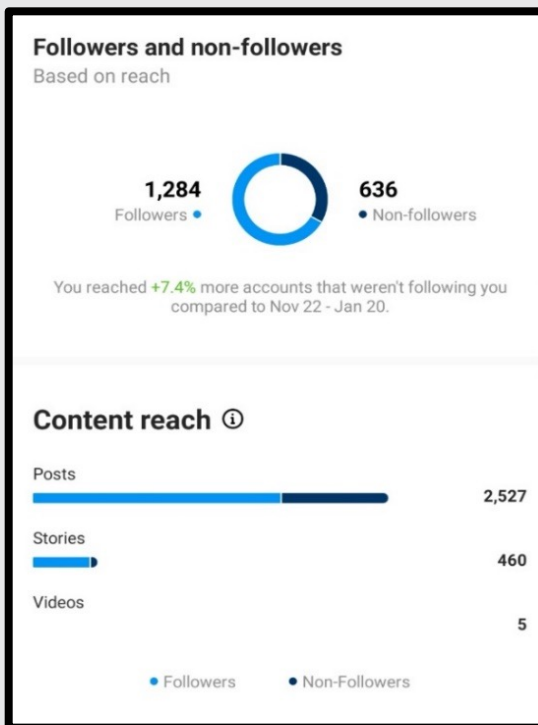 Followers and non-followers
Based on reach
1,284
Followers
636
Non-followers
You reached +7.4% more accounts that weren't following you
compared to Nov 22 - Jan 20.
Content reach
Posts
2,527
Stories
460
Videos
5
Followers
Non-Followers